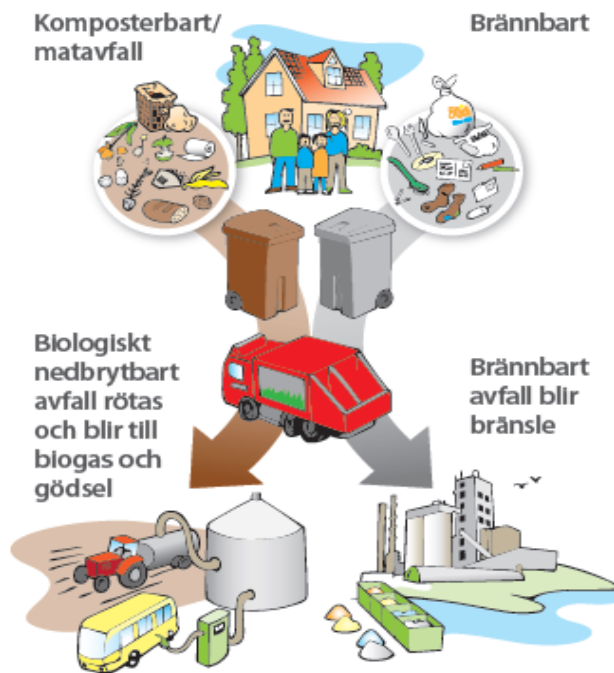 Komposterbart/
matavfall
Brännbart
Biologiskt
nedbrytbart
avfall rötas
och blir till
biogas och
gödsel
Brännbart
avfall blir
bränsle